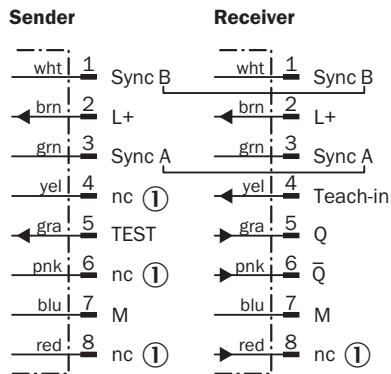 Sender Receiver
wht 1 Sync B wht 1 Sync B
brn 2 L+ brn 2 L+
grn 3 Sync A grn 3 Sync A
yel 4 nc ① yel 4 Teach-in
gra 5 TEST gra 5 Q
pnk 6 nc ① pnk 6 Q̅
blu 7 M blu 7 M
red 8 nc ① red 8 nc ①